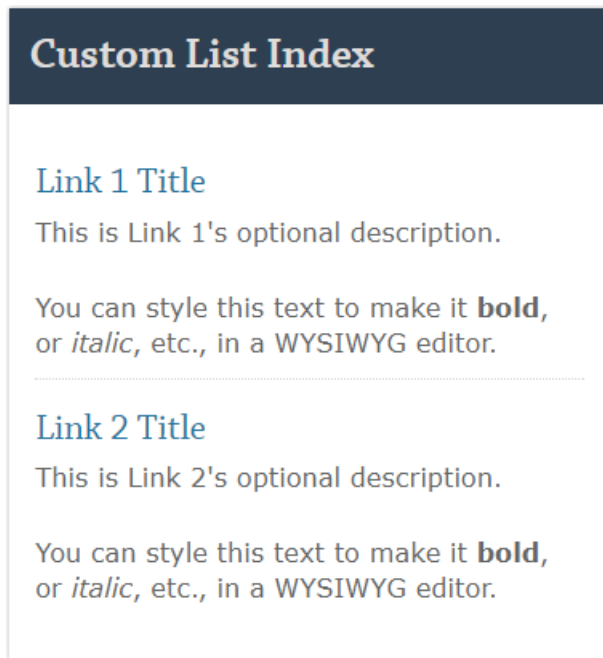 Custom List Index
Link 1 Title
This is Link 1's optional description.
You can style this text to make it bold,
or italic, etc., in a WYSIWYG editor.
Link 2 Title
This is Link 2's optional description.
You can style this text to make it bold,
or italic, etc., in a WYSIWYG editor.